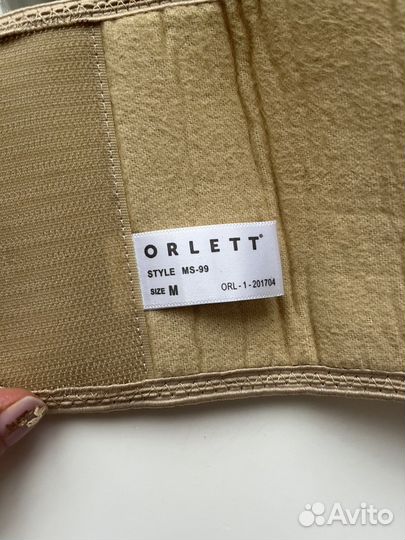 ORLETT®
STYLE MS-99
SIZE M ORL-1-201704
Avito